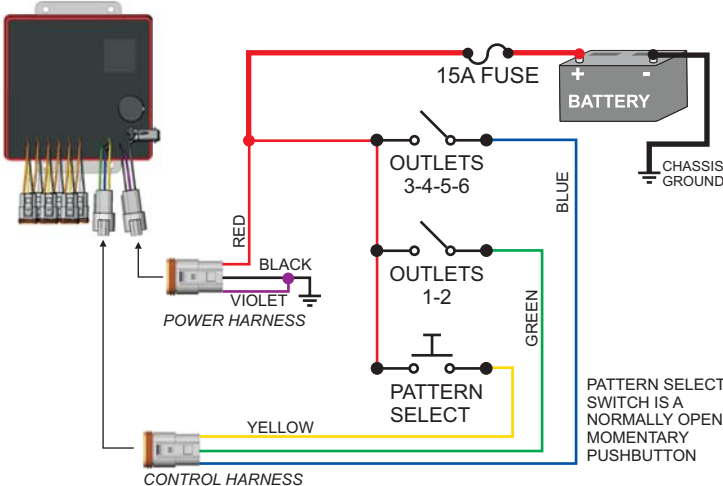 15A FUSE
+ -
BATTERY
CHASSIS
GROUND
OUTLETS
3-4-5-6
BLUE
RED
OUTLETS
1-2
GREEN
BLACK
VIOLET
POWER HARNESS
PATTERN
SELECT
PATTERN SELECT
SWITCH IS A
NORMALLY OPEN
MOMENTARY
PUSHBUTTON
YELLOW
CONTROL HARNESS